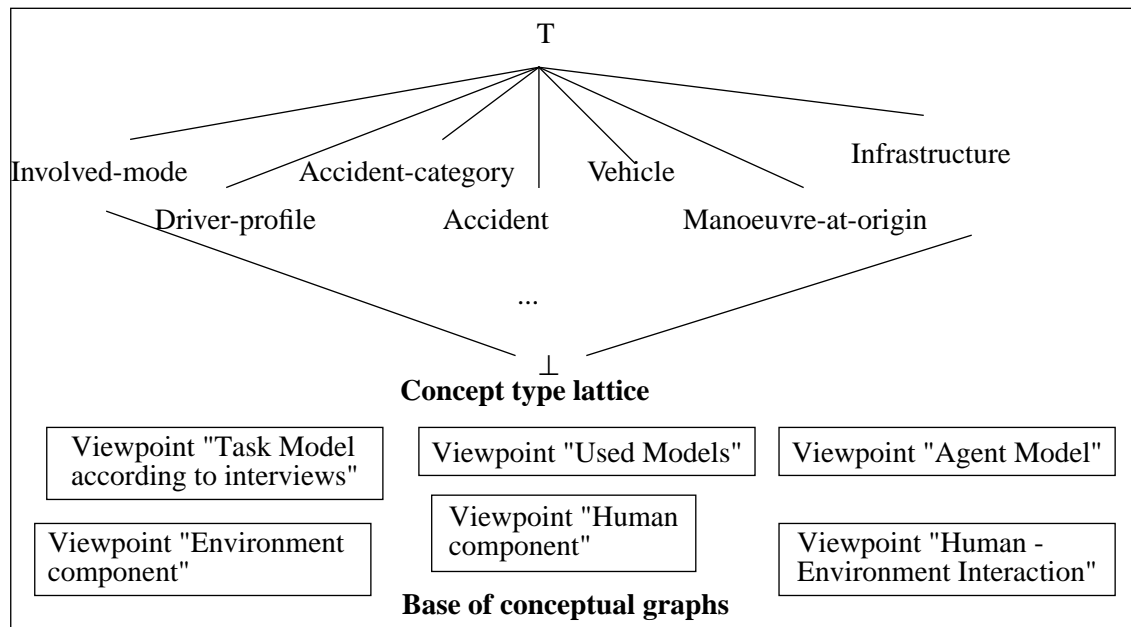 T
Involved-mode
Accident-category
Vehicle
Infrastructure
Driver-profile
Accident
Manoeuvre-at-origin
...
⊥
Concept type lattice
Viewpoint "Task Model
according to interviews"
Viewpoint "Used Models"
Viewpoint "Agent Model"
Viewpoint "Environment
component"
Viewpoint "Human
component"
Viewpoint "Human -
Environment Interaction"
Base of conceptual graphs